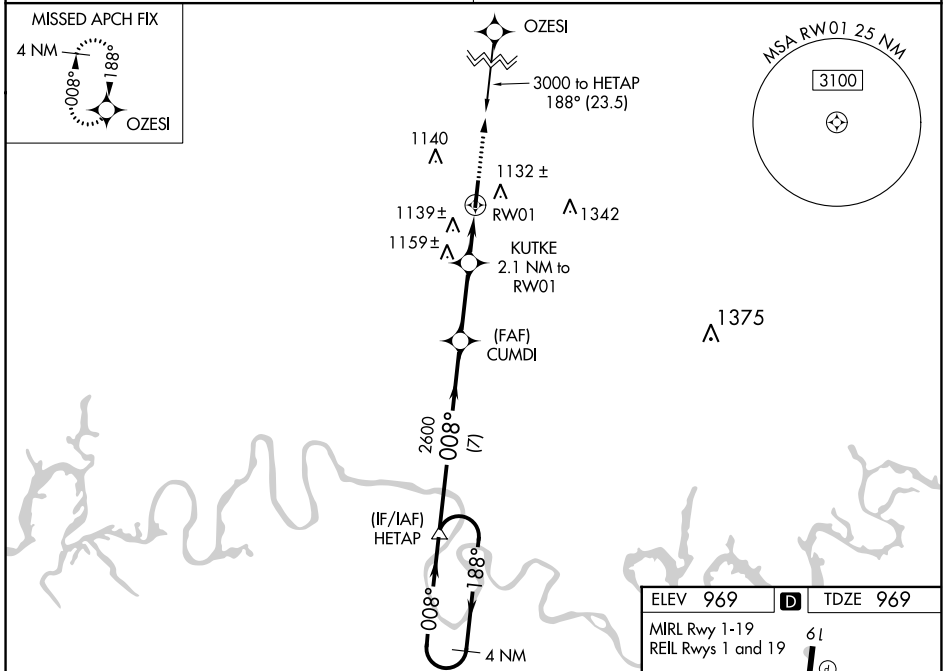 MISSED APCH FIX
4 NM
008°
188°
OZESI
OZESI
3000 to HETAP
188° (23.5)
MSA RW01 25 NM
3100
1140
1132 ±
RW01
1342
1139 ±
1159 ±
KUTKE
2.1 NM to
RW01
1375
(FAF)
CUMDI
2600
008°
(7)
(IF/IAF)
HETAP
008°
188°
4 NM
ELEV 969 D TDZE 969
MIRL Rwy 1-19
REIL Rwys 1 and 19
19
d